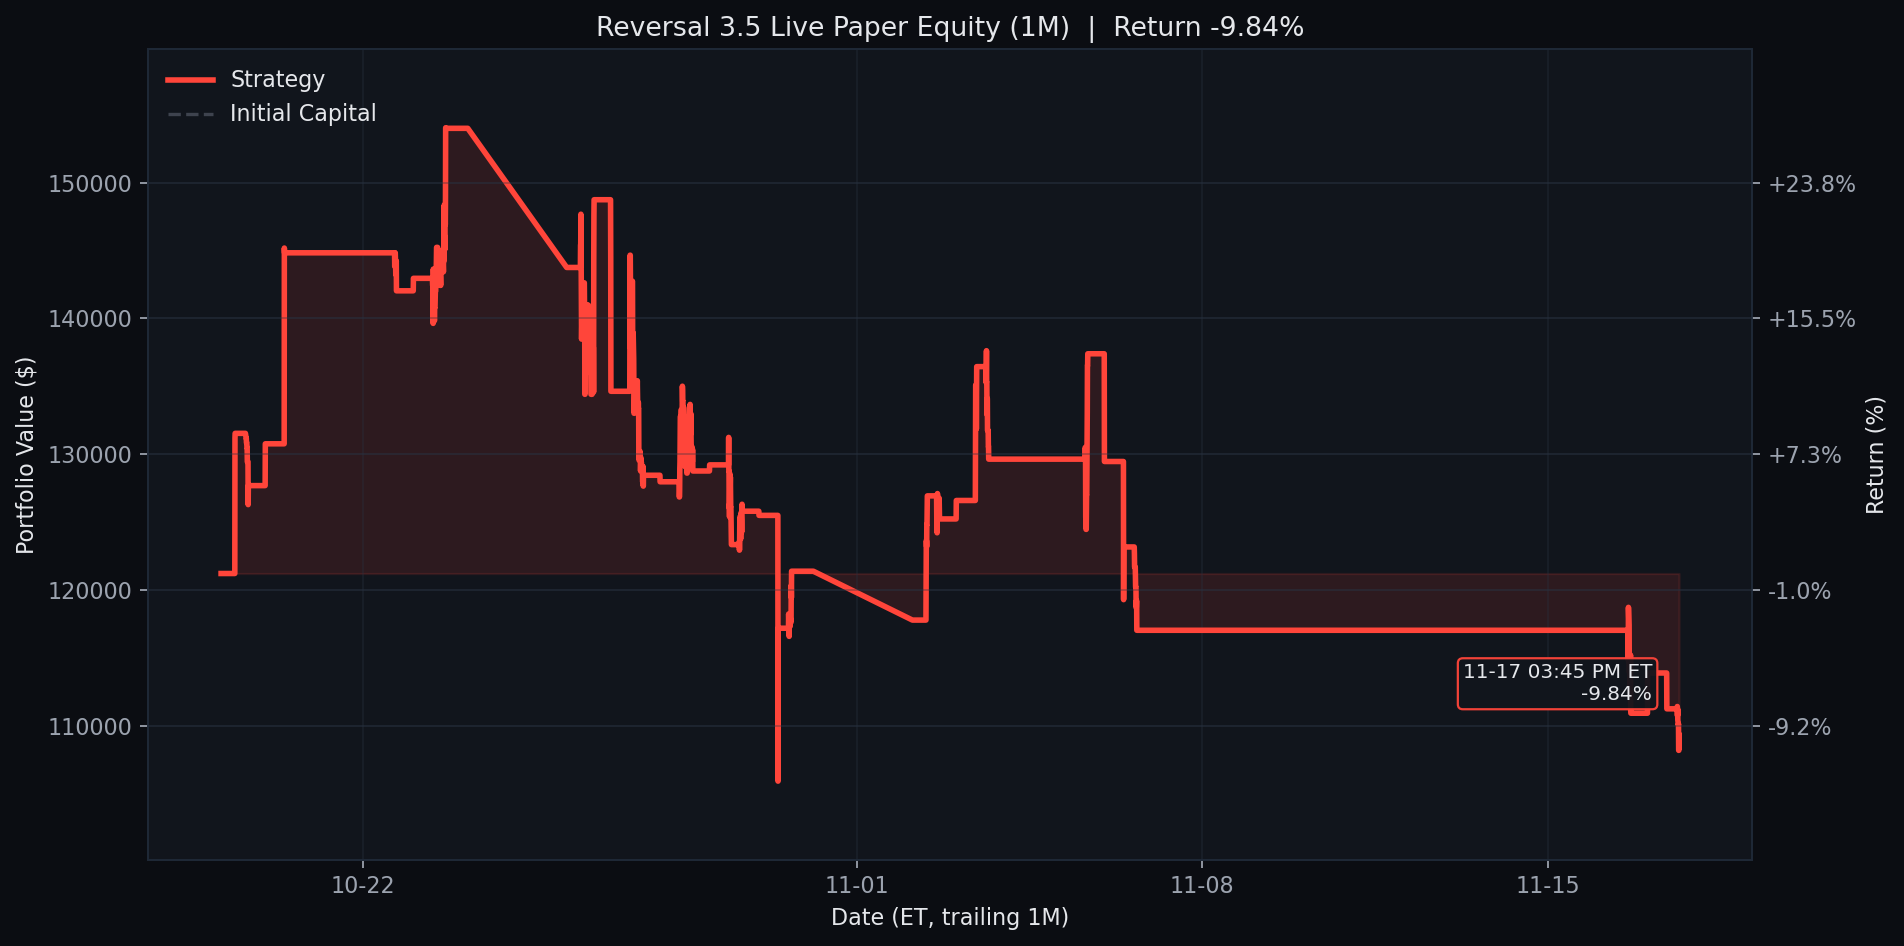 Reversal 3.5 Live Paper Equity (1M)  |  Return -9.84%
Strategy
Initial Capital
150000
140000
130000
120000
110000
Portfolio Value ($)
+23.8%
+15.5%
+7.3%
-1.0%
-9.2%
Return (%)
11-17 03:45 PM ET
-9.84%
10-22
11-01
11-08
11-15
Date (ET, trailing 1M)